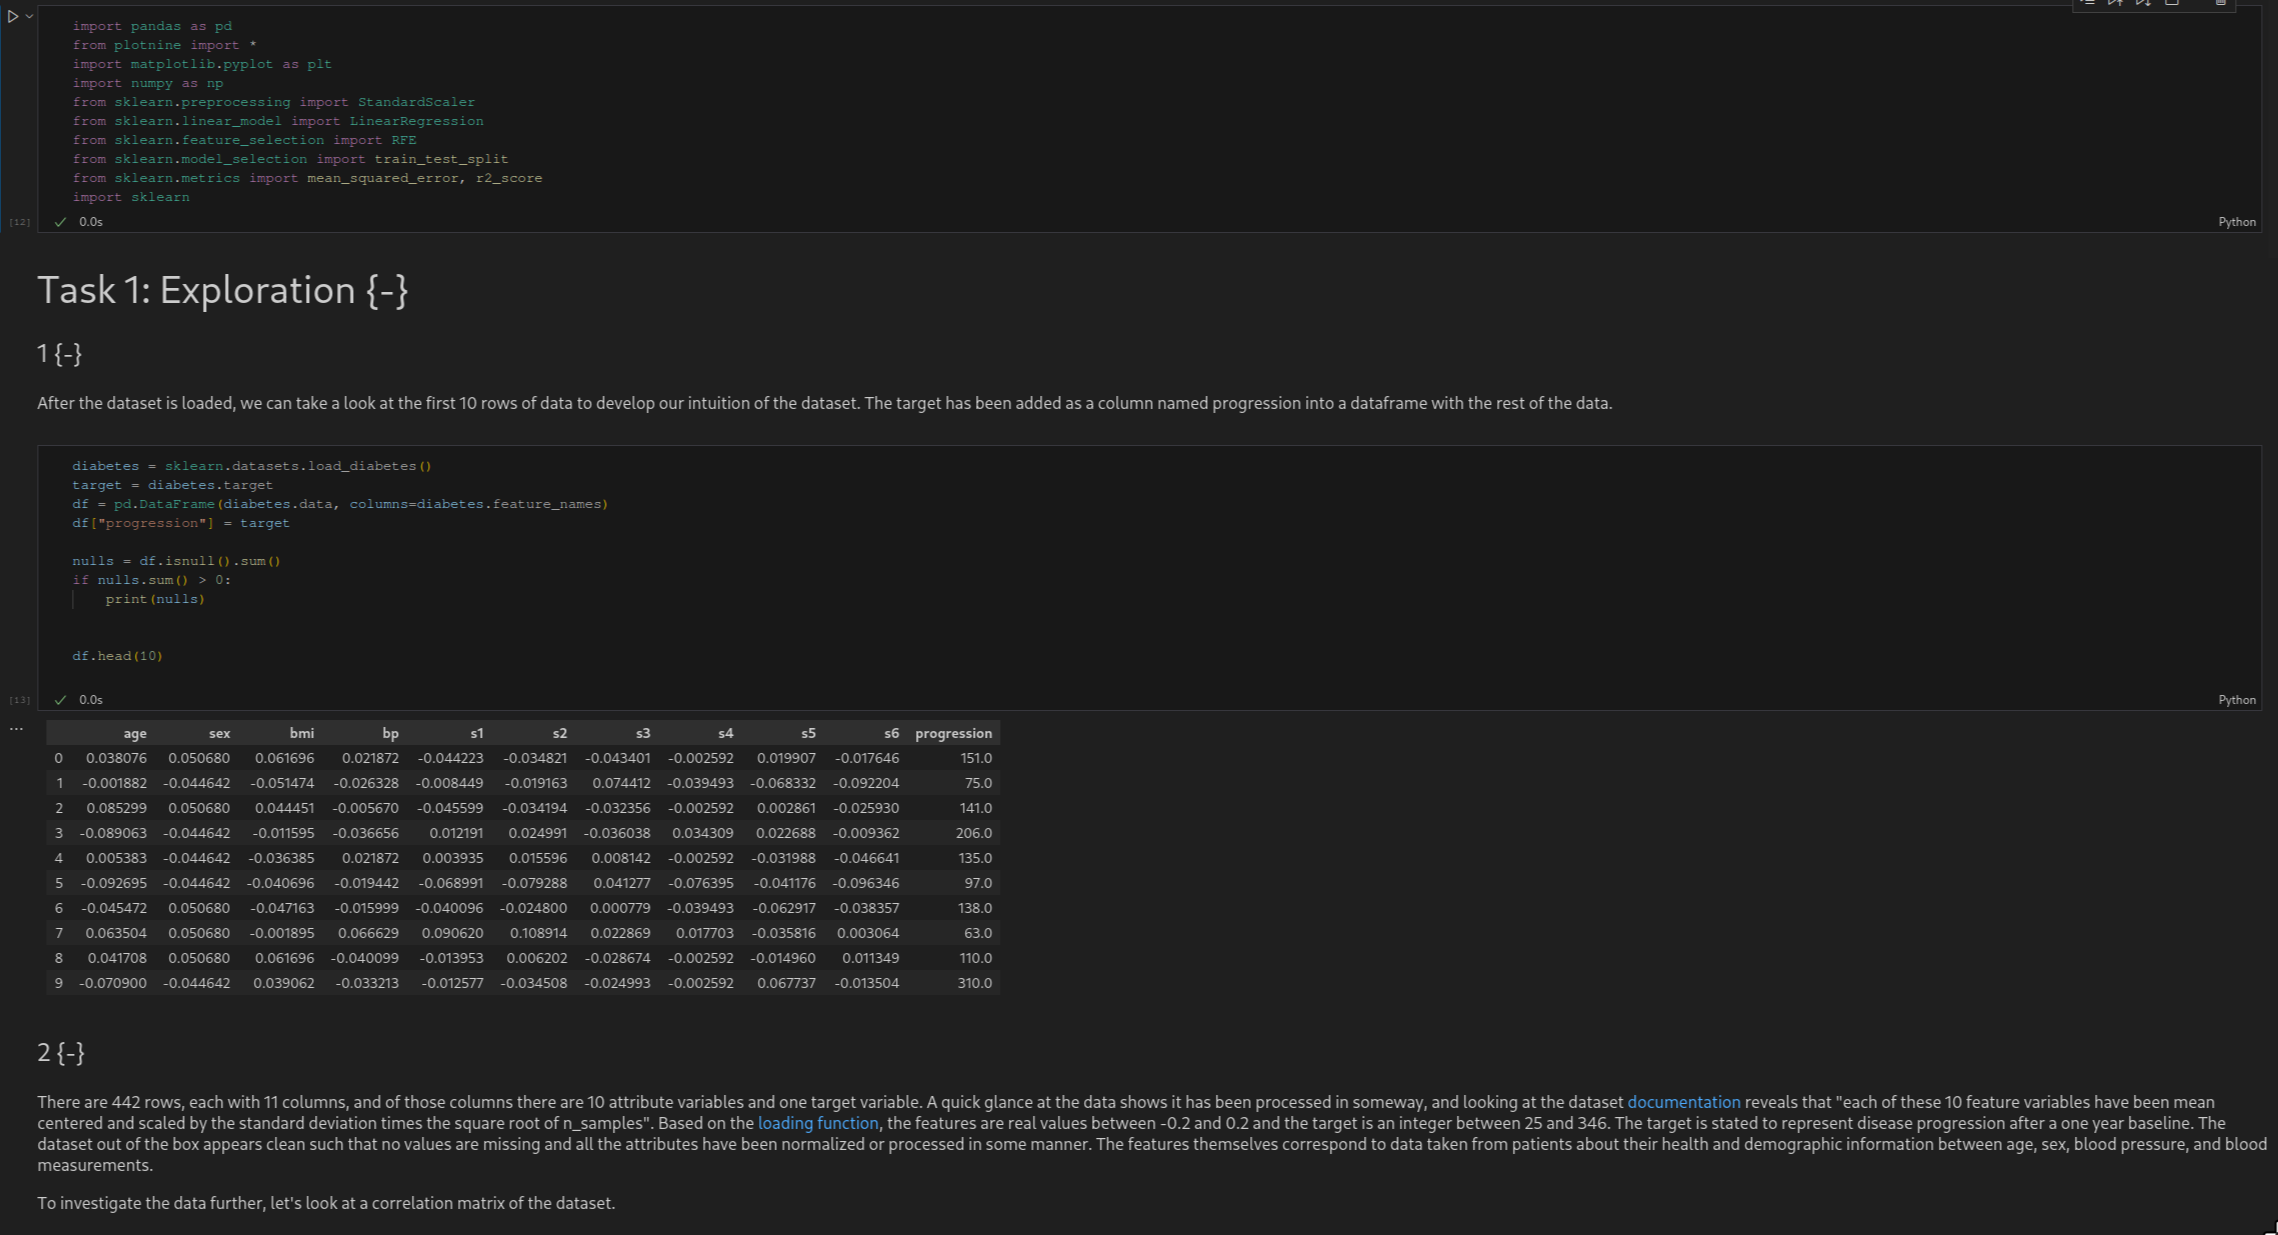 import pandas as pd
from plotnine import *
import matplotlib.pyplot as plt
import numpy as np
from sklearn.preprocessing import StandardScaler
from sklearn.linear_model import LinearRegression
from sklearn.feature_selection import RFE
from sklearn.model_selection import train_test_split
from sklearn.metrics import mean_squared_error, r2_score
import sklearn
[12] 0.0s Python
Task 1: Exploration {-}
1 {-}
After the dataset is loaded, we can take a look at the first 10 rows of data to develop our intuition of the dataset. The target has been added as a column named progression into a dataframe with the rest of the data.
diabetes = sklearn.datasets.load_diabetes()
target = diabetes.target
df = pd.DataFrame(diabetes.data, columns=diabetes.feature_names)
df["progression"] = target
nulls = df.isnull().sum()
if nulls.sum() > 0:
    print(nulls)
df.head(10)
[13] 0.0s Python
age sex bmi bp s1 s2 s3 s4 s5 s6 progression
0 0.038076 0.050680 0.061696 0.021872 -0.044223 -0.034821 -0.043401 -0.002592 0.019907 -0.017646 151.0
1 -0.001882 -0.044642 -0.051474 -0.026328 -0.008449 -0.019163 0.074412 -0.039493 -0.068332 -0.092204 75.0
2 0.085299 0.050680 0.044451 -0.005670 -0.045599 -0.034194 -0.032356 -0.002592 0.002861 -0.025930 141.0
3 -0.089063 -0.044642 -0.011595 -0.036656 0.012191 0.024991 -0.036038 0.034309 0.022688 -0.009362 206.0
4 0.005383 -0.044642 -0.036385 0.021872 0.003935 0.015596 0.008142 -0.002592 -0.031988 -0.046641 135.0
5 -0.092695 -0.044642 -0.040696 -0.019442 -0.068991 -0.079288 0.041277 -0.076395 -0.041176 -0.096346 97.0
6 -0.045472 0.050680 -0.047163 -0.015999 -0.040096 -0.024800 0.000779 -0.039493 -0.062917 -0.038357 138.0
7 0.063504 0.050680 -0.001895 0.066629 0.090620 0.108914 0.022869 0.017703 -0.035816 0.003064 63.0
8 0.041708 0.050680 0.061696 -0.040099 -0.013953 0.006202 -0.028674 -0.002592 -0.014960 0.011349 110.0
9 -0.070900 -0.044642 0.039062 -0.033213 -0.012577 -0.034508 -0.024993 -0.002592 0.067737 -0.013504 310.0
2 {-}
There are 442 rows, each with 11 columns, and of those columns there are 10 attribute variables and one target variable. A quick glance at the data shows it has been processed in someway, and looking at the dataset documentation reveals that "each of these 10 feature variables have been mean
centered and scaled by the standard deviation times the square root of n_samples". Based on the loading function, the features are real values between -0.2 and 0.2 and the target is an integer between 25 and 346. The target is stated to represent disease progression after a one year baseline. The
dataset out of the box appears clean such that no values are missing and all the attributes have been normalized or processed in some manner. The features themselves correspond to data taken from patients about their health and demographic information between age, sex, blood pressure, and blood
measurements.
To investigate the data further, let's look at a correlation matrix of the dataset.